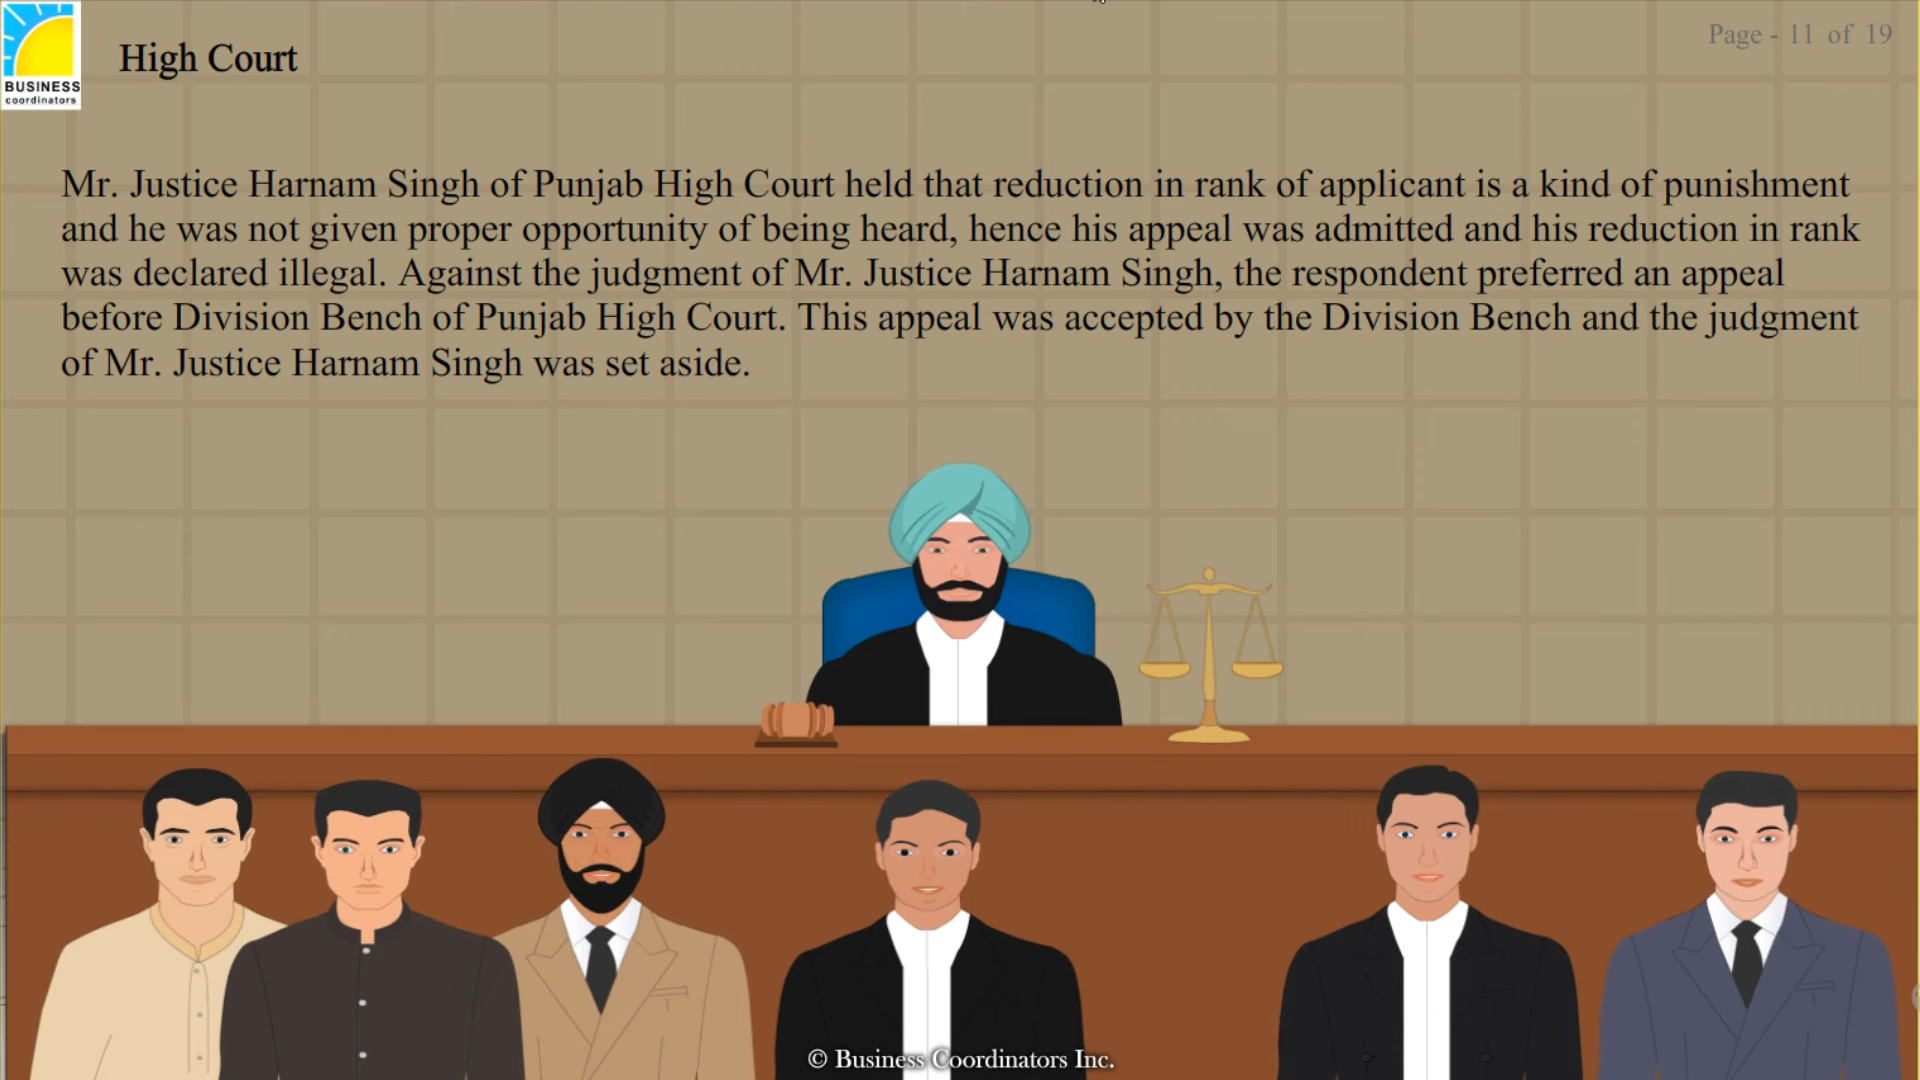 BUSINESS
coordinators
High Court
Page - 11 of 19
Mr. Justice Harnam Singh of Punjab High Court held that reduction in rank of applicant is a kind of punishment
and he was not given proper opportunity of being heard, hence his appeal was admitted and his reduction in rank
was declared illegal. Against the judgment of Mr. Justice Harnam Singh, the respondent preferred an appeal
before Division Bench of Punjab High Court. This appeal was accepted by the Division Bench and the judgment
of Mr. Justice Harnam Singh was set aside.
© Business Coordinators Inc.